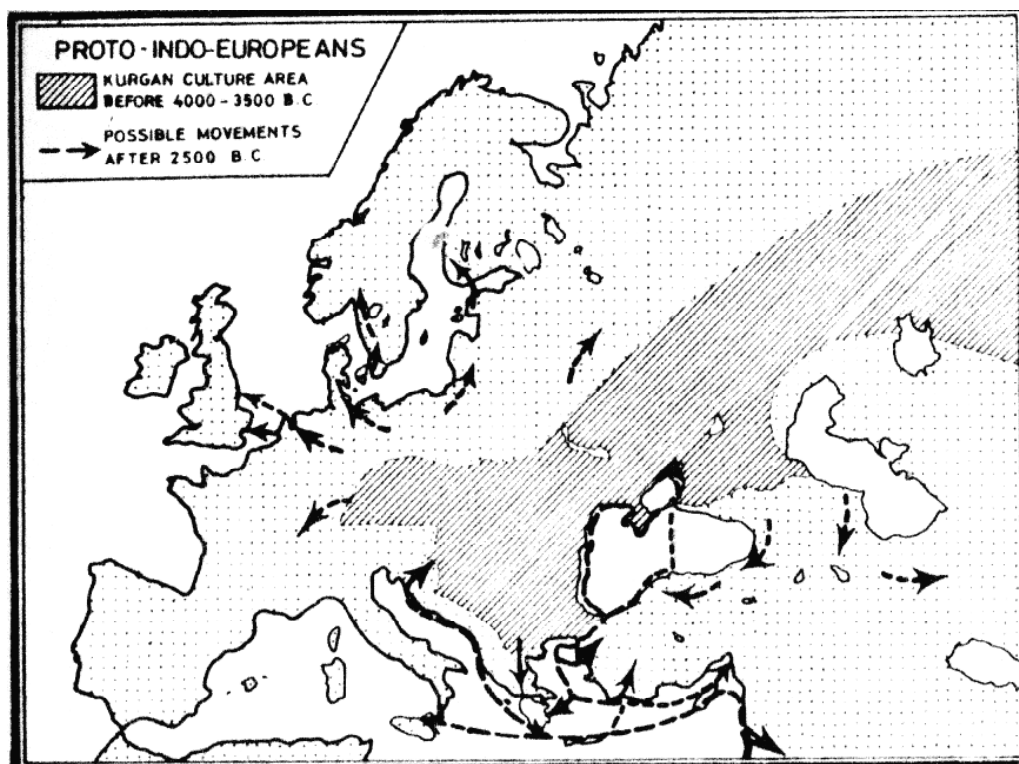 PROTO-INDO-EUROPEANS
KURGAN CULTURE AREA
BEFORE 4000-3500 B.C
POSSIBLE MOVEMENTS
AFTER 2500 B.C